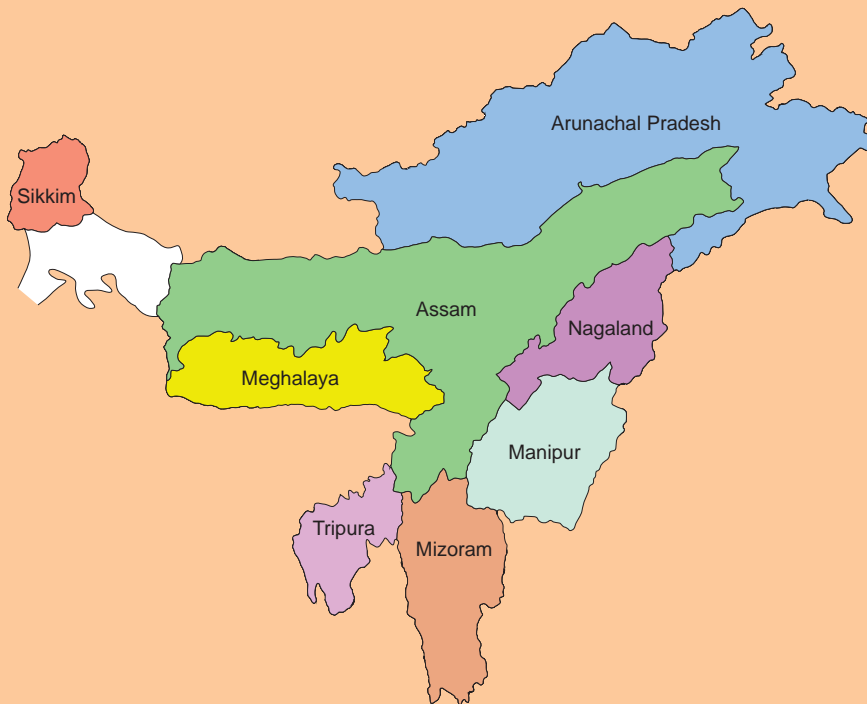 Arunachal Pradesh
Sikkim
Assam
Nagaland
Meghalaya
Manipur
Tripura
Mizoram